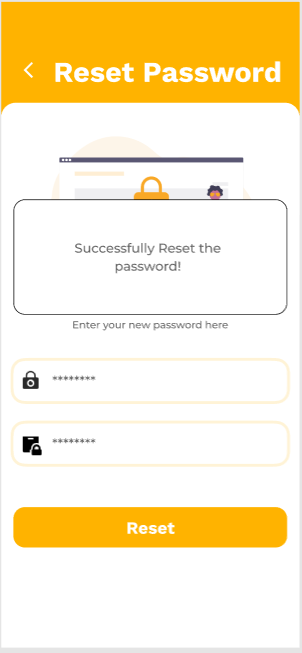 Reset Password
Successfully Reset the
password!
Enter your new password here
********
********
Reset